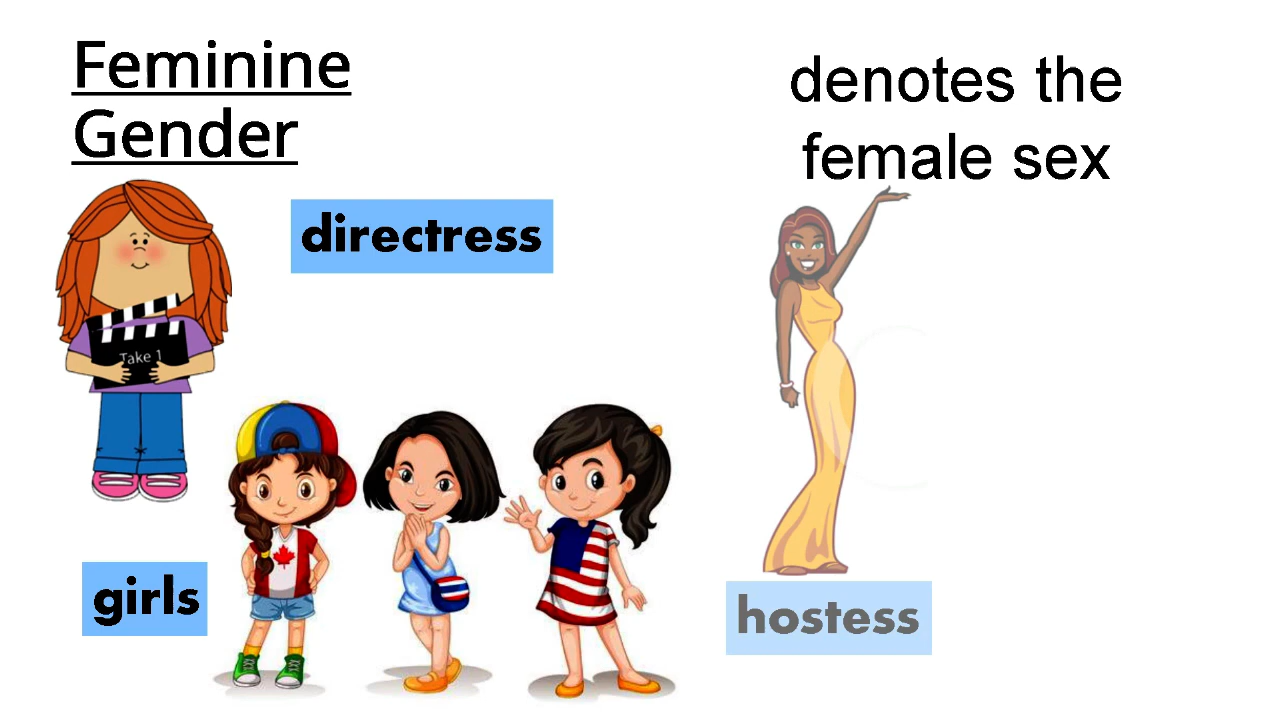 Feminine
Gender
denotes the
female sex
directress
Take 1
girls
hostess